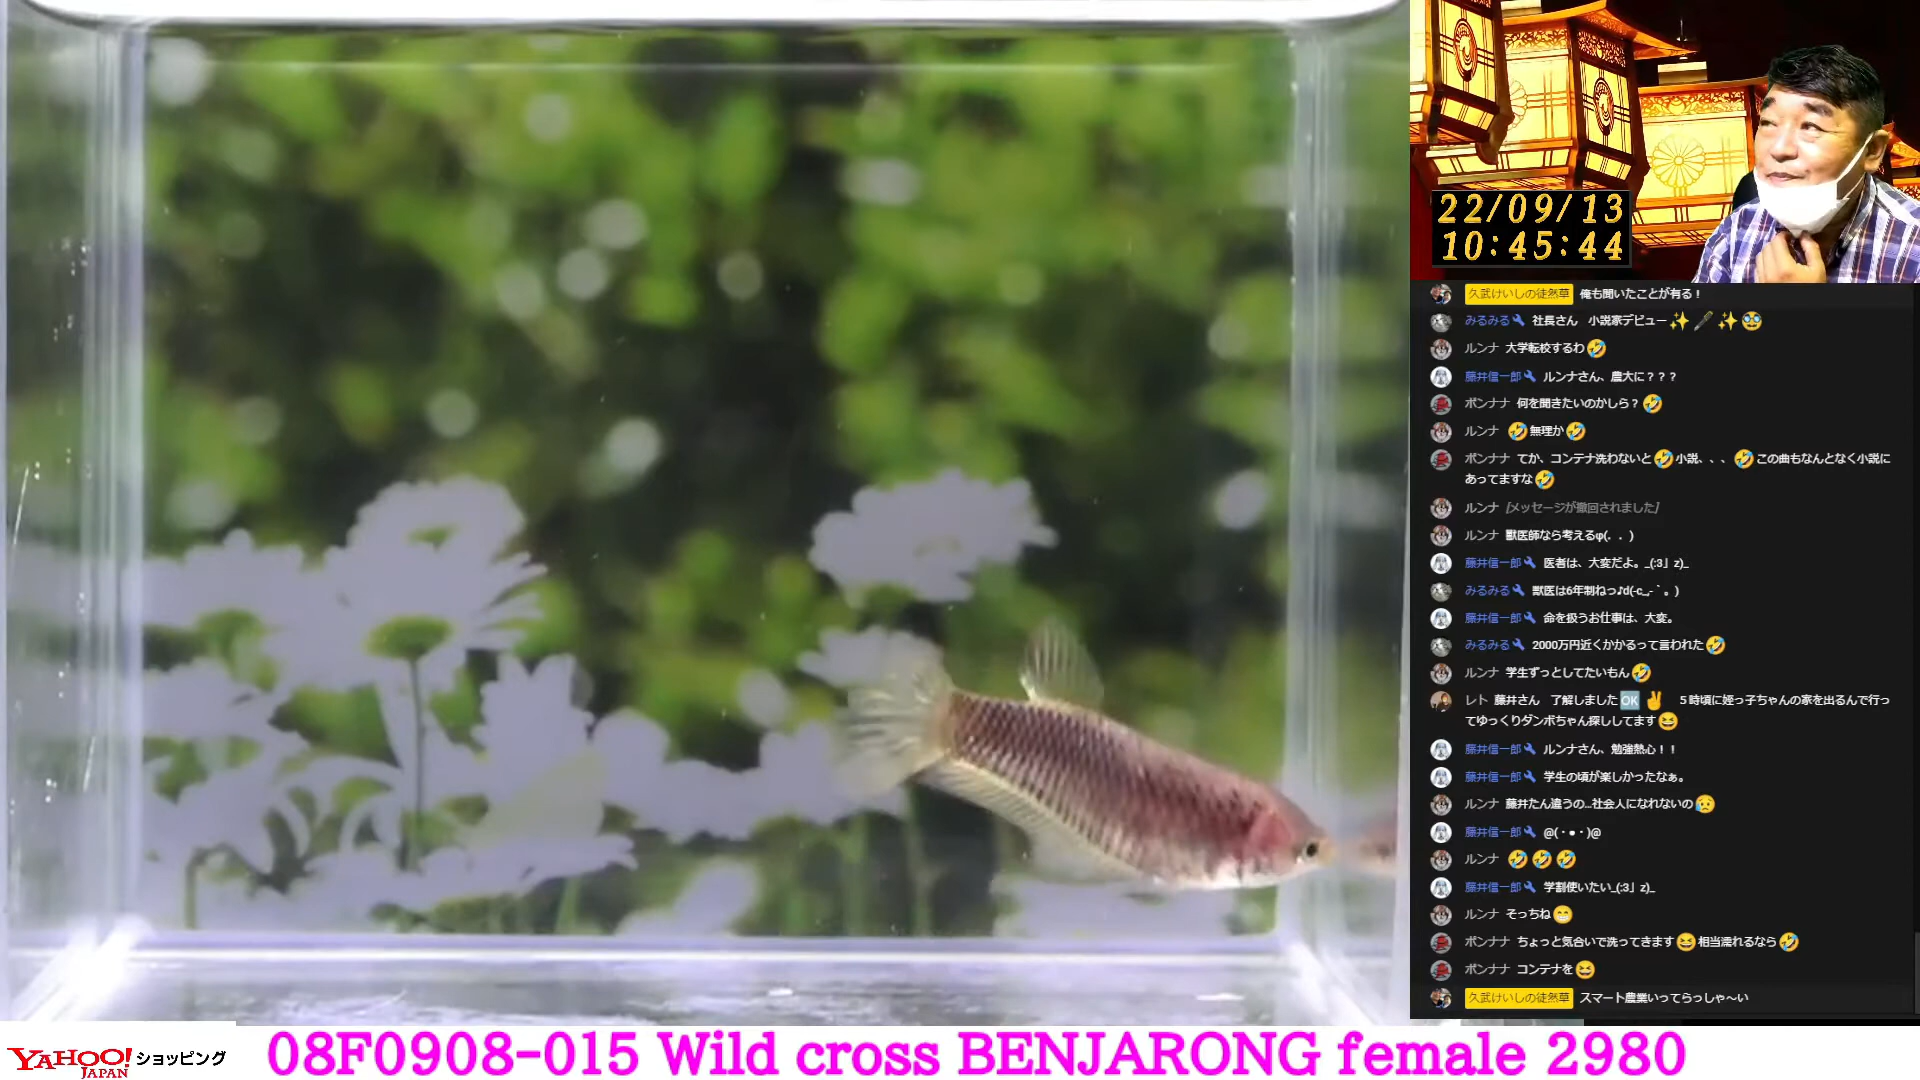 22/09/13
10:45:44
久武けいしの徒然草 俺も聞いたことが有る！
みるみる🔧 社長さん 小説家デビュー✨🖋✨🥸
ルンナ 大学転校するわ🤣
藤井信一郎🔧 ルンナさん、農大に？？？
ボンナナ 何を聞きたいのかしら？🤣
ルンナ 🤣無理か🤣
ボンナナ てか、コンテナ洗わないと🤣小説、、、🤣この曲もなんとなく小説に
あってますな🤣
ルンナ [メッセージが撤回されました]
ルンナ 獣医師なら考えるφ(．．)
藤井信一郎🔧 医者は、大変だよ。_(:3」z)_
みるみる🔧 獣医は6年制ねっ♪d(-c_,-｀。)
藤井信一郎🔧 命を扱うお仕事は、大変。
みるみる🔧 2000万円近くかかるって言われた🤣
ルンナ 学生ずっとしてたいもん🤣
レト 藤井さん 了解しました🆗✌ ５時頃に姪っ子ちゃんの家を出るんで行っ
てゆっくりダンボちゃん探ししてます😆
藤井信一郎🔧 ルンナさん、勉強熱心！！
藤井信一郎🔧 学生の頃が楽しかったなぁ。
ルンナ 藤井たん違うの...社会人になれないの😥
藤井信一郎🔧 @(・●・)@
ルンナ 🤣🤣🤣
藤井信一郎🔧 学割使いたい_(:3」z)_
ルンナ そっちね😁
ボンナナ ちょっと気合いで洗ってきます😆相当濡れるなら🤣
ボンナナ コンテナを😆
久武けいしの徒然草 スマート農業いってらっしゃ〜い
YAHOO!ショッピング
JAPAN
08F0908-015 Wild cross BENJARONG female 2980